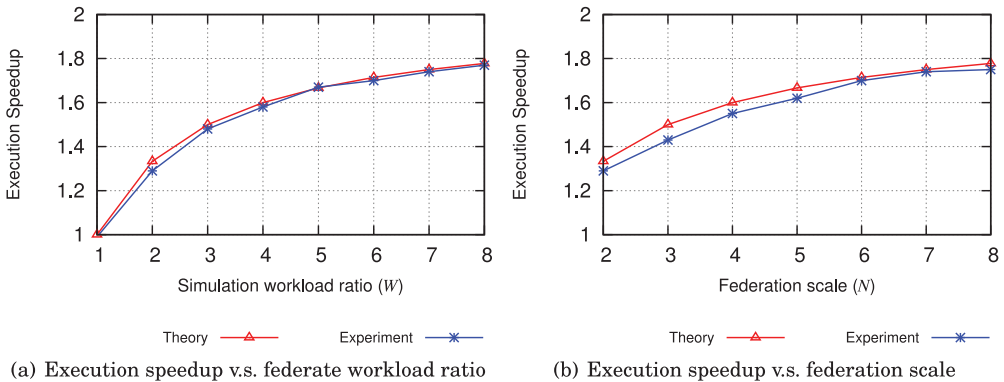 2
1.8
1.6
1.4
1.2
1
Execution Speedup
1 2 3 4 5 6 7 8
Simulation workload ratio (W)
Theory
Experiment
(a) Execution speedup v.s. federate workload ratio
2
1.8
1.6
1.4
1.2
1
Execution Speedup
2 3 4 5 6 7 8
Federation scale (N)
Theory
Experiment
(b) Execution speedup v.s. federation scale